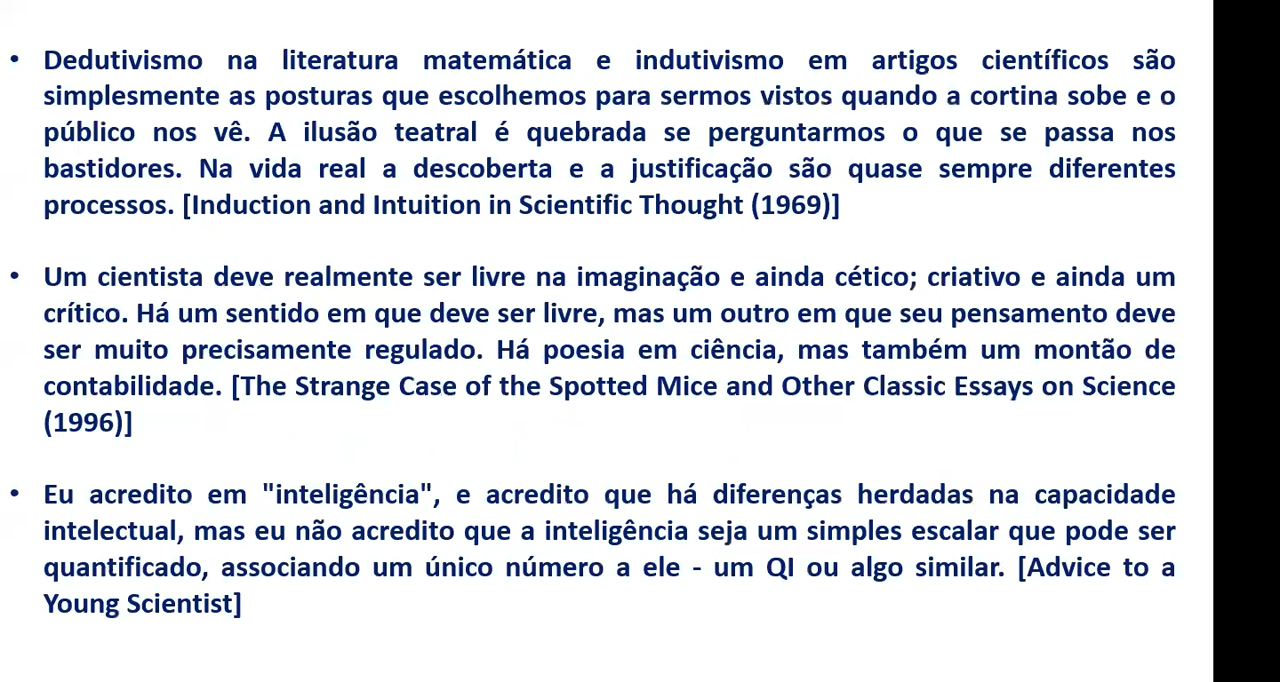 • Dedutivismo na literatura matemática e indutivismo em artigos científicos são
simplesmente as posturas que escolhemos para sermos vistos quando a cortina sobe e o
público nos vê. A ilusão teatral é quebrada se perguntarmos o que se passa nos
bastidores. Na vida real a descoberta e a justificação são quase sempre diferentes
processos. [Induction and Intuition in Scientific Thought (1969)]
• Um cientista deve realmente ser livre na imaginação e ainda cético; criativo e ainda um
crítico. Há um sentido em que deve ser livre, mas um outro em que seu pensamento deve
ser muito precisamente regulado. Há poesia em ciência, mas também um montão de
contabilidade. [The Strange Case of the Spotted Mice and Other Classic Essays on Science
(1996)]
• Eu acredito em "inteligência", e acredito que há diferenças herdadas na capacidade
intelectual, mas eu não acredito que a inteligência seja um simples escalar que pode ser
quantificado, associando um único número a ele - um QI ou algo similar. [Advice to a
Young Scientist]